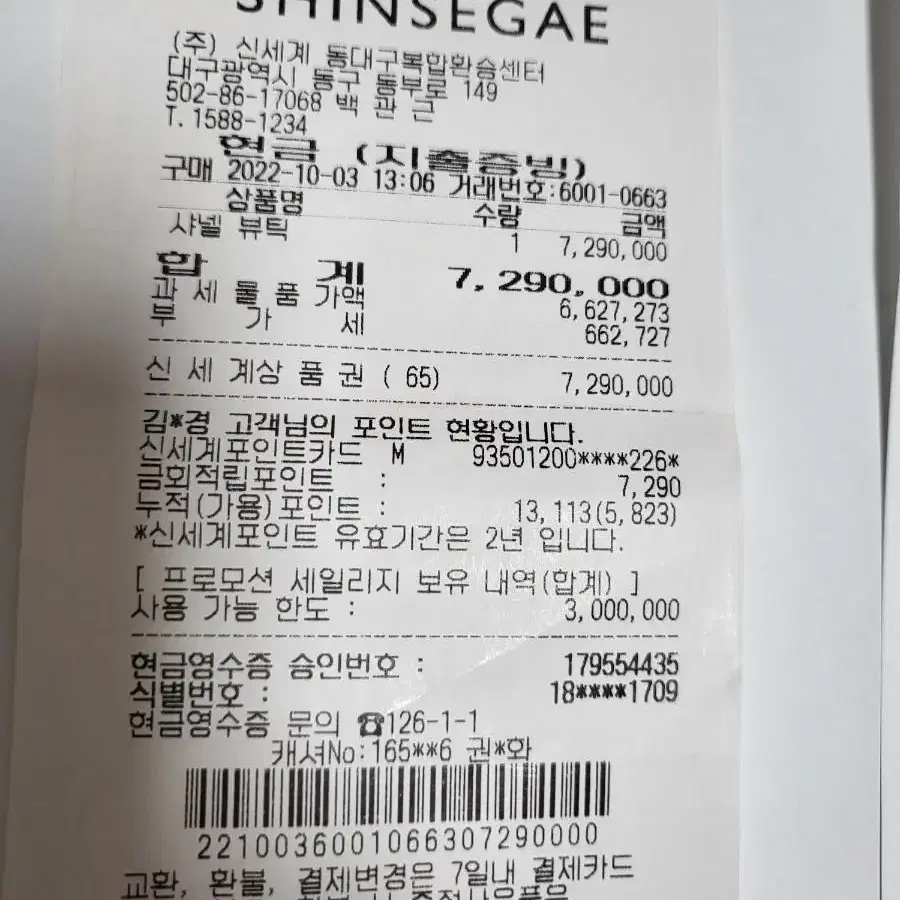 SHINSEGAE
(주) 신세계 동대구복합환승센터
대구광역시 동구 동부로 149
502-86-17068 백 관 근
T. 1588-1234
현금 (지출증빙)
구매 2022-10-03 13:06 거래번호:6001-0663
상품명 수량 금액
샤넬 뷰틱 1 7,290,000
합 계 7,290,000
과 세 물 품 가액 6,627,273
부 가 세 662,727
신 세 계상 품 권 ( 65) 7,290,000
김*경 고객님의 포인트 현황입니다.
신세계포인트카드 M 93501200****226*
금회적립포인트 : 7,290
누적(가용)포인트 : 13,113(5,823)
*신세계포인트 유효기간은 2년 입니다.
[ 프로모션 세일리지 보유 내역(합계) ]
사용 가능 한도 : 3,000,000
현금영수증 승인번호 : 179554435
식별번호 : 18****1709
현금영수증 문의 ☎126-1-1
캐셔No:165**6 권*화
2210036001066307290000
교환, 환불, 결제변경은 7일내 결제카드